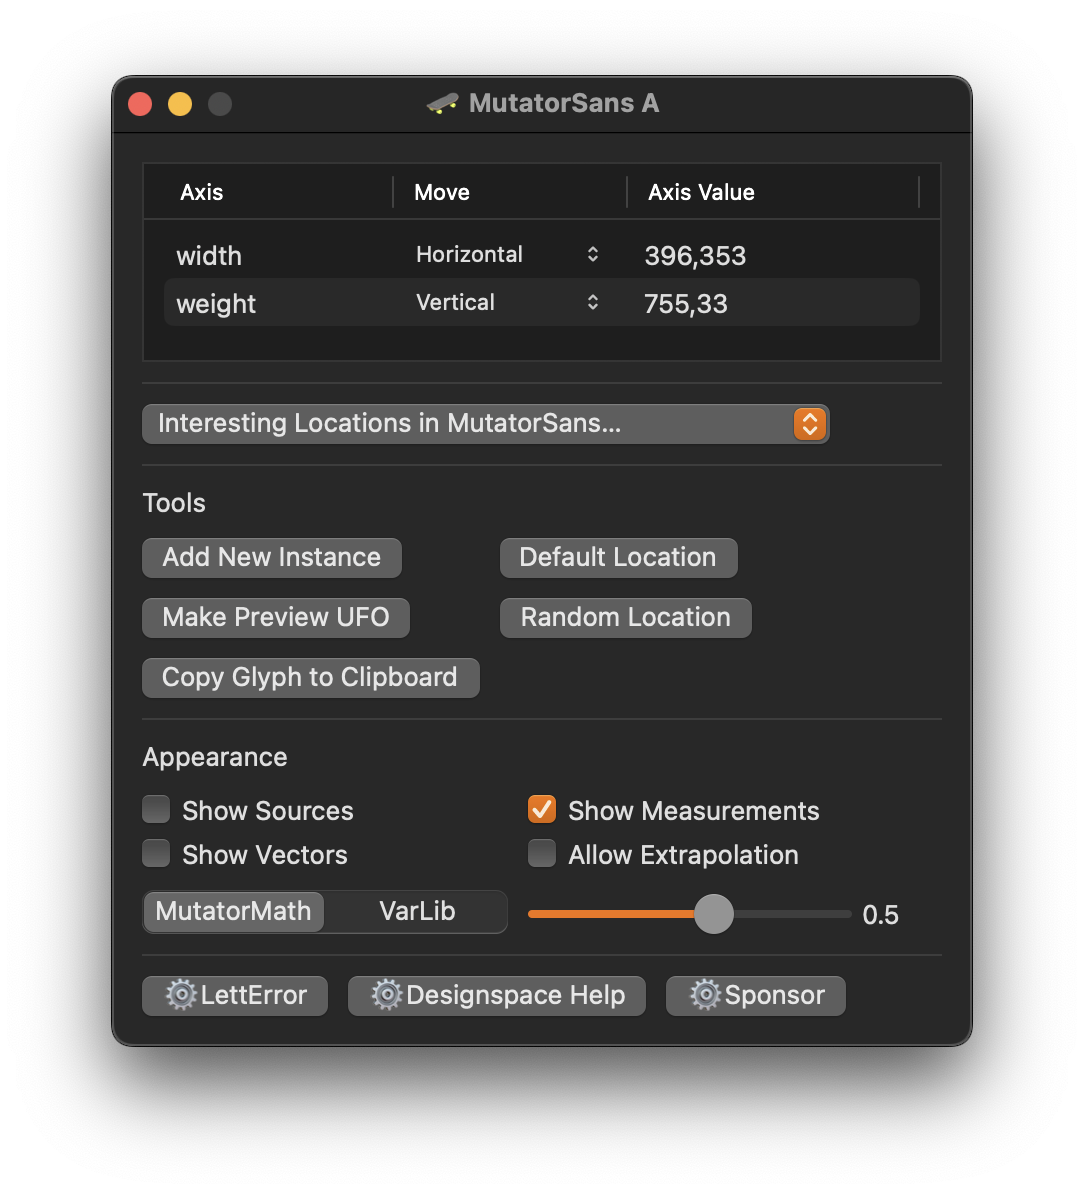 MutatorSans A
Axis Move Axis Value
width Horizontal 396,353
weight Vertical 755,33
Interesting Locations in MutatorSans...
Tools
Add New Instance Default Location
Make Preview UFO Random Location
Copy Glyph to Clipboard
Appearance
Show Sources Show Measurements
Show Vectors Allow Extrapolation
MutatorMath VarLib 0.5
LettError Designspace Help Sponsor